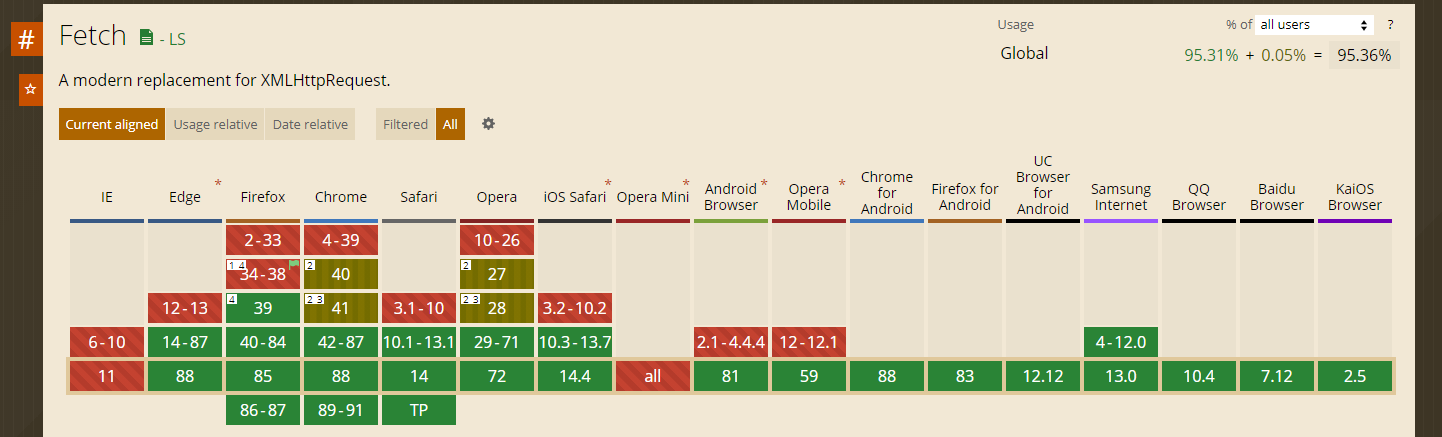 #
☆
Fetch - LS
Usage % of all users ?
Global 95.31% + 0.05% = 95.36%
A modern replacement for XMLHttpRequest.
Current aligned Usage relative Date relative Filtered All
IE Edge * Firefox Chrome Safari Opera iOS Safari * Opera Mini * Android Browser * Opera Mobile * Chrome for Android Firefox for Android UC Browser for Android Samsung Internet QQ Browser Baidu Browser KaiOS Browser
2-33 4-39 10-26
1 4 34-38 2 40 2 27
12-13 4 39 2 3 41 3.1-10 2 3 28 3.2-10.2
6-10 14-87 40-84 42-87 10.1-13.1 29-71 10.3-13.7 2.1-4.4.4 12-12.1 4-12.0
11 88 85 88 14 72 14.4 all 81 59 88 83 12.12 13.0 10.4 7.12 2.5
86-87 89-91 TP